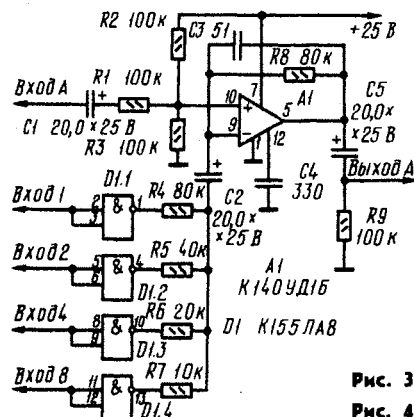 R2 100к
C3 51
+25 В
R8 80к
Вход А
R1
100к
7
10
A1
C5
20,0
×25 В
+
5
9
−
1
12
C1 20,0×25 В
R3
100к
C4
330
Выход А
Вход 1
D1.1
R4 80к
2
3
&
1
C2
20,0×
×25 В
R9
100к
Вход 2
R5 40к
5
6
&
4
D1.2
A1
К140УД1Б
Вход 4
R6 20к
8
9
&
10
D1.3
D1 К155ЛА8
Вход 8
R7 10к
11
12
&
13
D1.4
Рис. 3
Рис. 4